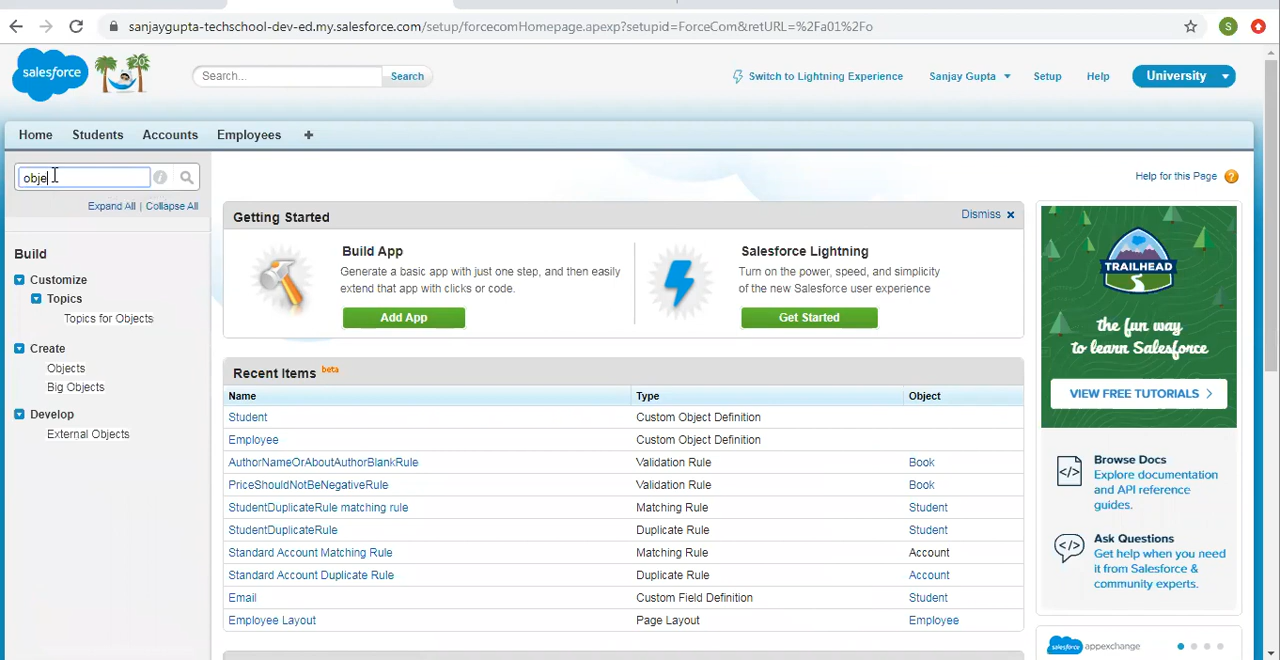 sanjaygupta-techschool-dev-ed.my.salesforce.com/setup/forcecomHomepage.apexp?setupid=ForceCom&retURL=%2Fa01%2Fo
S
salesforce
Search...
Search
Switch to Lightning Experience
Sanjay Gupta
Setup
Help
University
Home
Students
Accounts
Employees
+
obje
Expand All | Collapse All
Build
Customize
Topics
Topics for Objects
Create
Objects
Big Objects
Develop
External Objects
Help for this Page
Getting Started
Dismiss
Build App
Generate a basic app with just one step, and then easily
extend that app with clicks or code.
Add App
Salesforce Lightning
Turn on the power, speed, and simplicity
of the new Salesforce user experience
Get Started
Recent Items beta
Name Type Object
Student Custom Object Definition
Employee Custom Object Definition
AuthorNameOrAboutAuthorBlankRule Validation Rule Book
PriceShouldNotBeNegativeRule Validation Rule Book
StudentDuplicateRule matching rule Matching Rule Student
StudentDuplicateRule Duplicate Rule Student
Standard Account Matching Rule Matching Rule Account
Standard Account Duplicate Rule Duplicate Rule Account
Email Custom Field Definition Student
Employee Layout Page Layout Employee
TRAILHEAD
the fun way
to learn Salesforce
VIEW FREE TUTORIALS
Browse Docs
Explore documentation
and API reference
guides.
Ask Questions
Get help when you need
it from Salesforce &
community experts.
salesforce appexchange